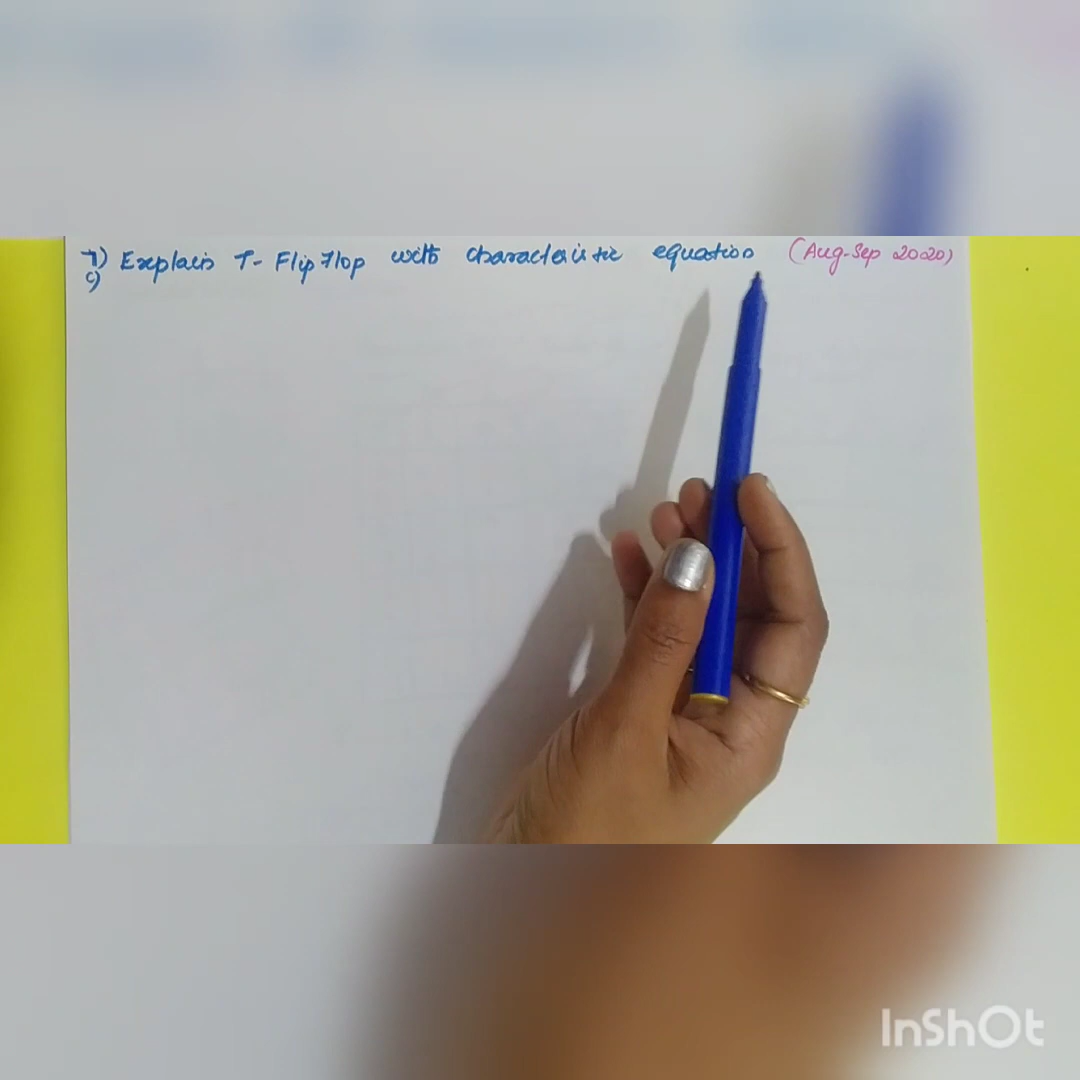 7) Explain T- Flip Flop with characteristic equation (Aug-Sep 2020)
c)
InShOt